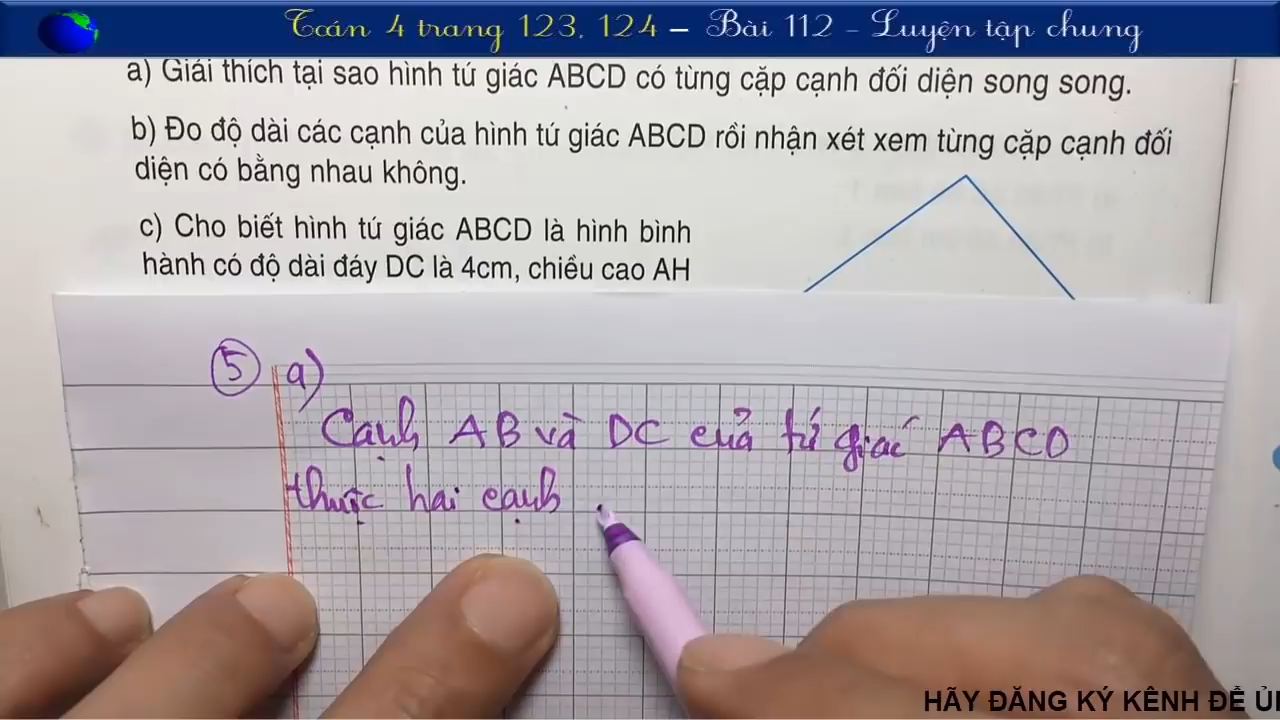 Toán 4 trang 123, 124 – Bài 112 - Luyện tập chung
a) Giải thích tại sao hình tứ giác ABCD có từng cặp cạnh đối diện song song.
b) Đo độ dài các cạnh của hình tứ giác ABCD rồi nhận xét xem từng cặp cạnh đối
diện có bằng nhau không.
c) Cho biết hình tứ giác ABCD là hình bình
hành có độ dài đáy DC là 4cm, chiều cao AH
5 a)
Cạnh AB và DC của tứ giác ABCD
thuộc hai cạnh
HÃY ĐĂNG KÝ KÊNH ĐỂ Ủ